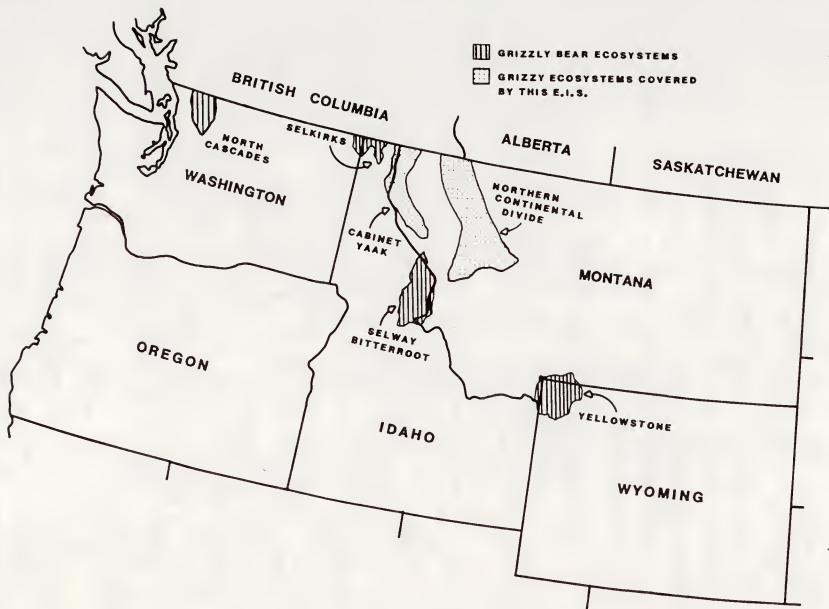 GRIZZLY BEAR ECOSYSTEMS
GRIZZY ECOSYSTEMS COVERED
BY THIS E.I.S.
BRITISH COLUMBIA
ALBERTA
SASKATCHEWAN
SELKIRKS
NORTH
CASCADES
WASHINGTON
NORTHERN
CONTINENTAL
DIVIDE
CABINET
YAAK
MONTANA
SELWAY
BITTERROOT
OREGON
IDAHO
YELLOWSTONE
WYOMING